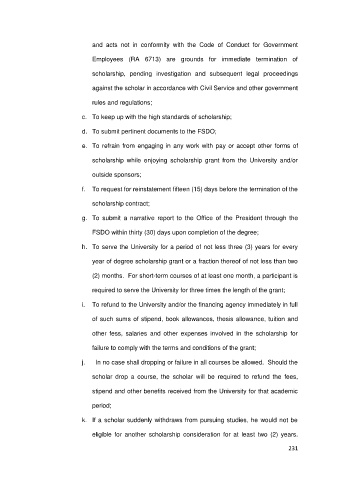 and acts not in conformity with the Code of Conduct for Government
Employees (RA 6713) are grounds for immediate termination of
scholarship, pending investigation and subsequent legal proceedings
against the scholar in accordance with Civil Service and other government
rules and regulations;
c. To keep up with the high standards of scholarship;
d. To submit pertinent documents to the FSDO;
e. To refrain from engaging in any work with pay or accept other forms of
scholarship while enjoying scholarship grant from the University and/or
outside sponsors;
f. To request for reinstatement fifteen (15) days before the termination of the
scholarship contract;
g. To submit a narrative report to the Office of the President through the
FSDO within thirty (30) days upon completion of the degree;
h. To serve the University for a period of not less three (3) years for every
year of degree scholarship grant or a fraction thereof of not less than two
(2) months. For short-term courses of at least one month, a participant is
required to serve the University for three times the length of the grant;
i. To refund to the University and/or the financing agency immediately in full
of such sums of stipend, book allowances, thesis allowance, tuition and
other fess, salaries and other expenses involved in the scholarship for
failure to comply with the terms and conditions of the grant;
j. In no case shall dropping or failure in all courses be allowed. Should the
scholar drop a course, the scholar will be required to refund the fees,
stipend and other benefits received from the University for that academic
period;
k. If a scholar suddenly withdraws from pursuing studies, he would not be
eligible for another scholarship consideration for at least two (2) years.
231